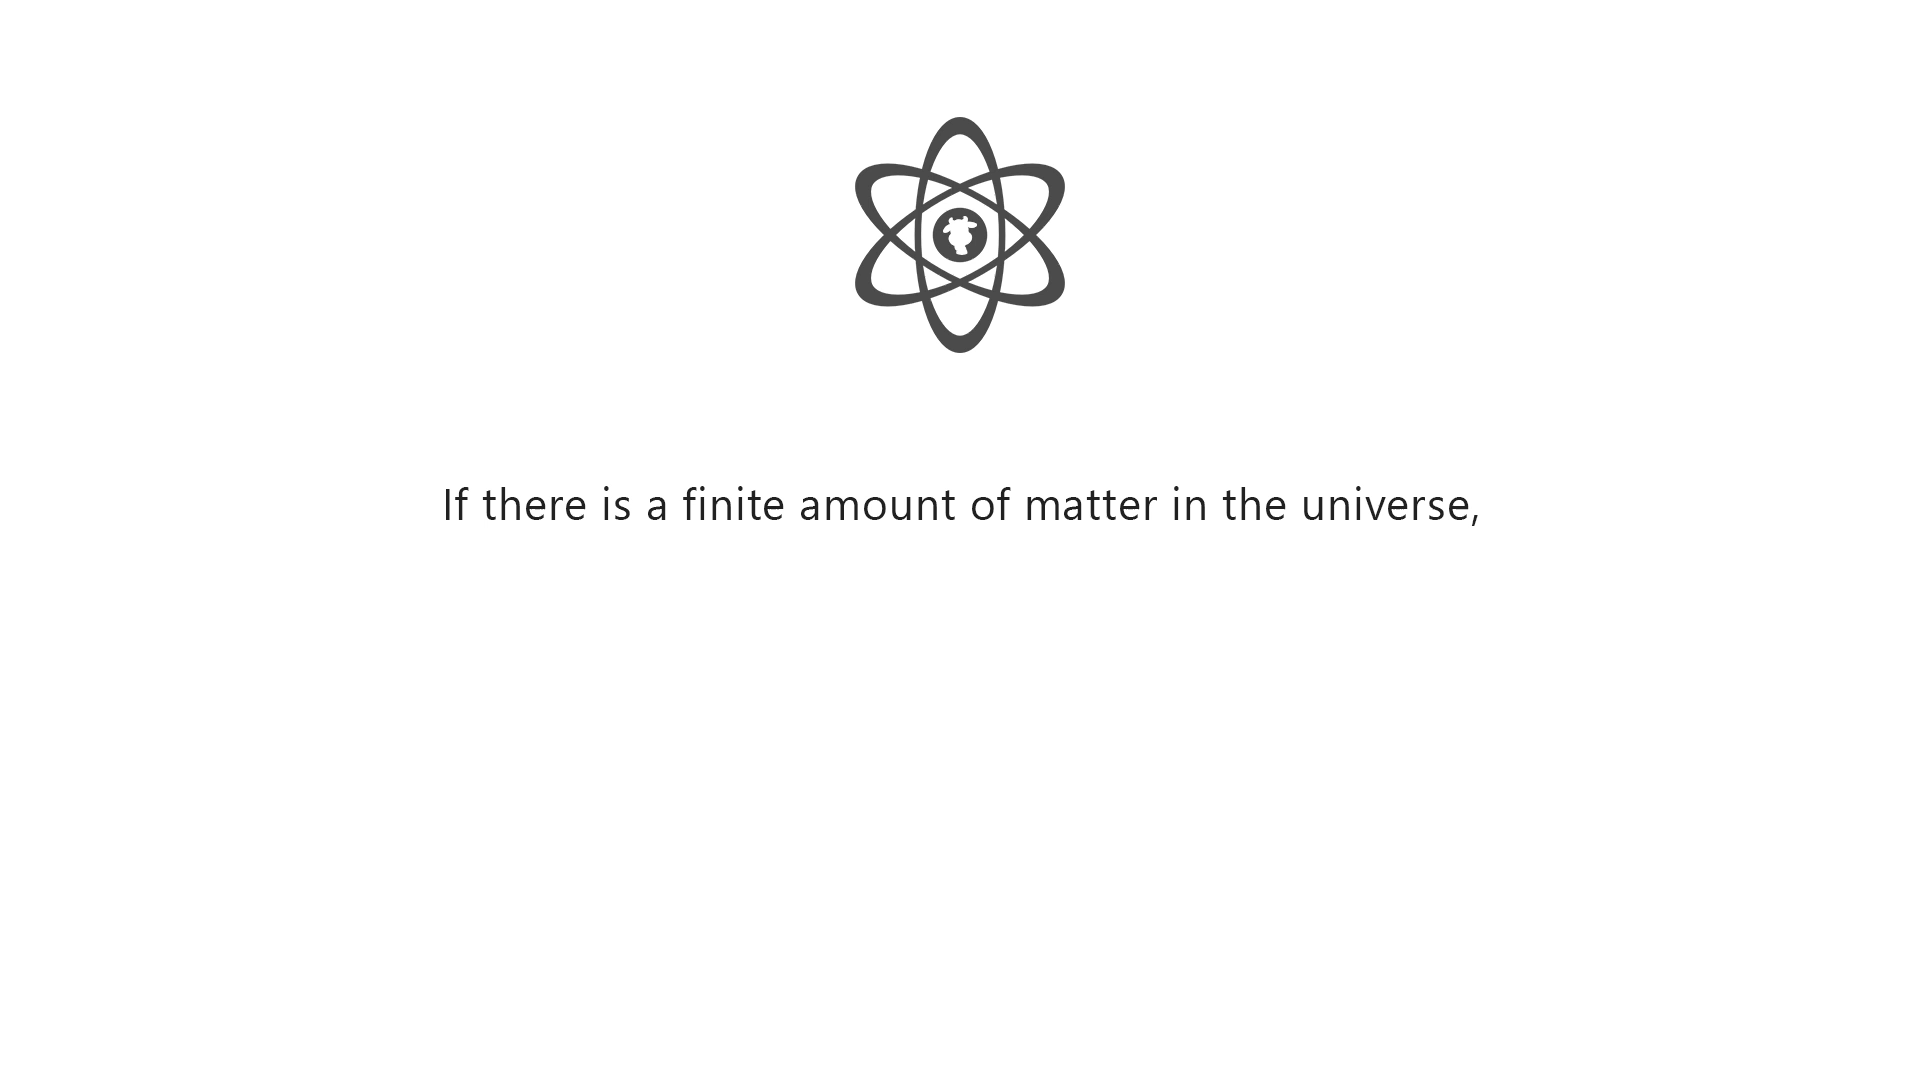 If there is a finite amount of matter in the universe,